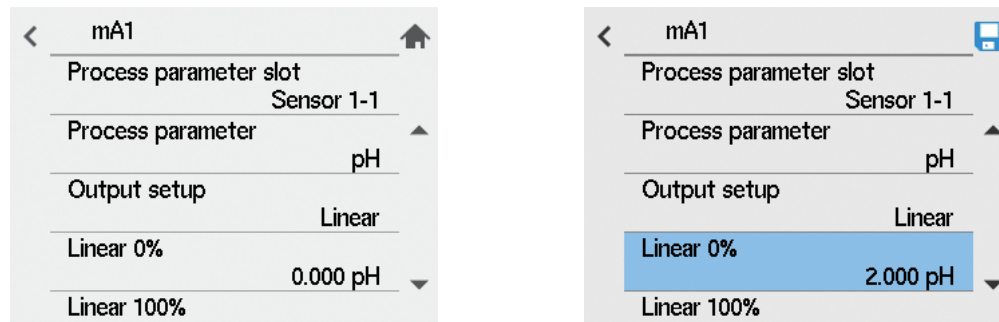 mA1
Process parameter slot
Sensor 1-1
Process parameter
pH
Output setup
Linear
Linear 0%
0.000 pH
Linear 100%
mA1
Process parameter slot
Sensor 1-1
Process parameter
pH
Output setup
Linear
Linear 0%
2.000 pH
Linear 100%